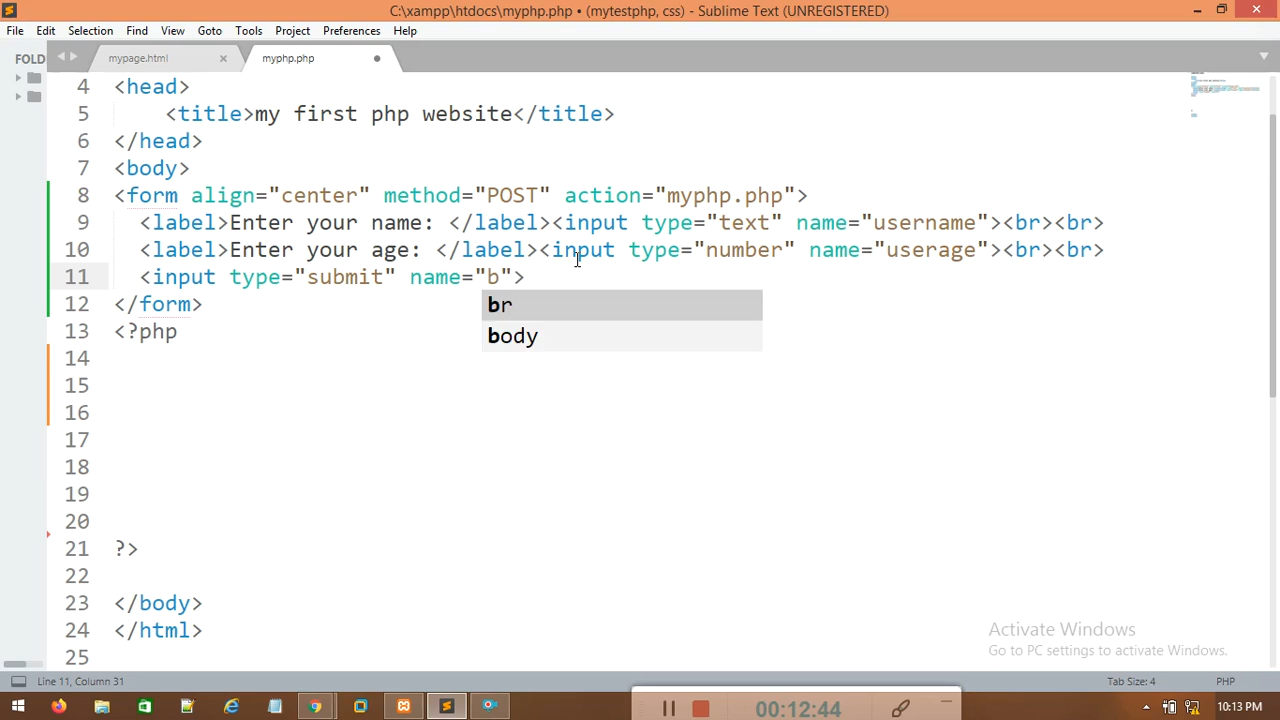 C:\xampp\htdocs\myphp.php • (mytestphp, css) - Sublime Text (UNREGISTERED)
File Edit Selection Find View Goto Tools Project Preferences Help
FOLD
mypage.html
myphp.php
4 <head>
5 <title>my first php website</title>
6 </head>
7 <body>
8 <form align="center" method="POST" action="myphp.php">
9 <label>Enter your name: </label><input type="text" name="username"><br><br>
10 <label>Enter your age: </label><input type="number" name="userage"><br><br>
11 <input type="submit" name="b">
br
body
12 </form>
13 <?php
14
15
16
17
18
19
20
21 ?>
22
23 </body>
24 </html>
25
Activate Windows
Go to PC settings to activate Windows.
Line 11, Column 31
Tab Size: 4
PHP
00:12:44
10:13 PM